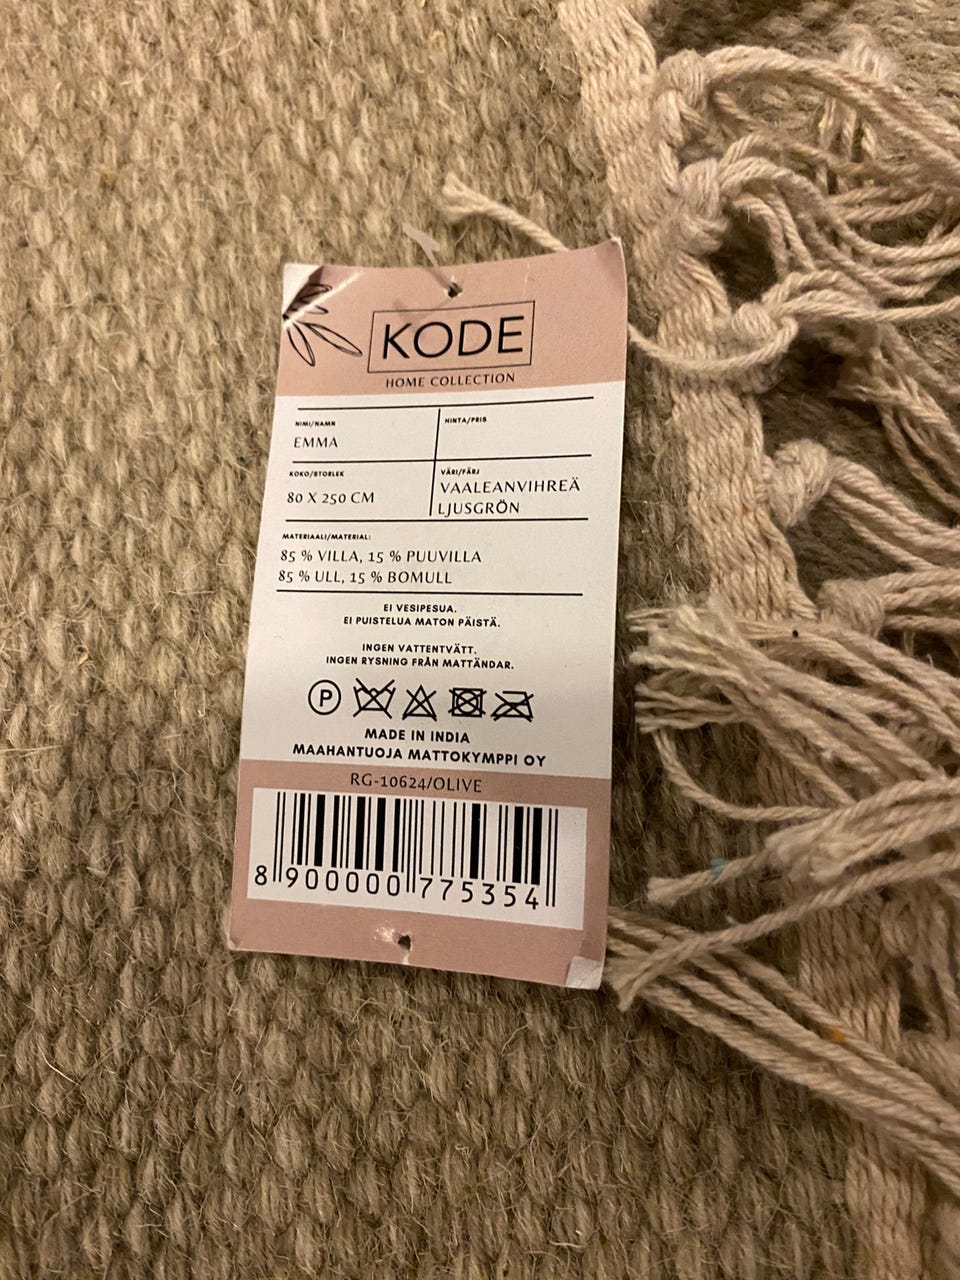 KODE
HOME COLLECTION
NIMI/NAMN
EMMA
HINTA/PRIS
KOKO/STORLEK
80 X 250 CM
VÄRI/FÄRJ
VAALEANVIHREÄ
LJUSGRÖN
MATERIAALI/MATERIAL:
85 % VILLA, 15 % PUUVILLA
85 % ULL, 15 % BOMULL
EI VESIPESUA.
EI PUISTELUA MATON PÄISTÄ.
INGEN VATTENTVÄTT.
INGEN RYSNING FRÅN MATTÄNDAR.
P
MADE IN INDIA
MAAHANTUOJA MATTOKYMPPI OY
RG-10624/OLIVE
8 900000 775354